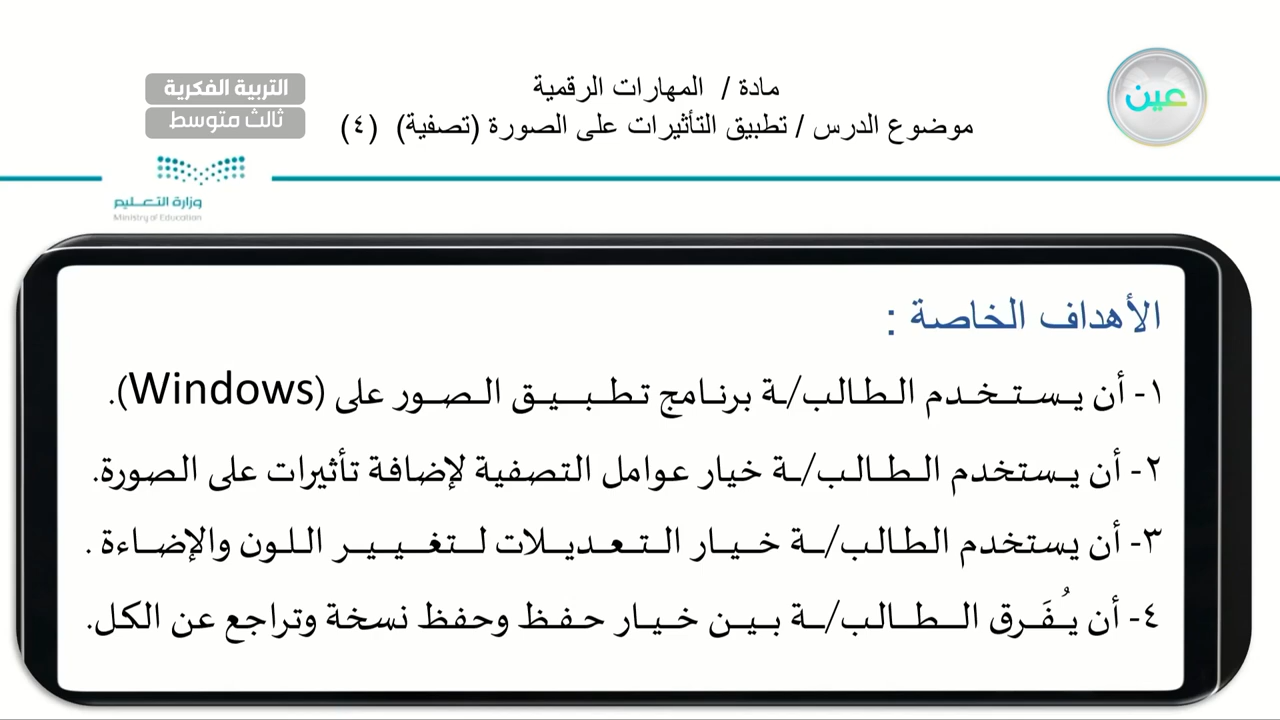 عين
مادة / المهارات الرقمية
موضوع الدرس / تطبيق التأثيرات على الصورة (تصفية) (٤)
التربية الفكرية
ثالث متوسط
وزارة التعليم
Ministry of Education
الأهداف الخاصة :
١- أن يستخدم الطالب/ـة برنامج تطبيق الصور على (Windows).
٢- أن يستخدم الطالب/ـة خيار عوامل التصفية لإضافة تأثيرات على الصورة.
٣- أن يستخدم الطالب/ـة خيار التعديلات لتغيير اللون والإضاءة .
٤- أن يُفَرق الطالب/ـة بين خيار حفظ وحفظ نسخة وتراجع عن الكل.